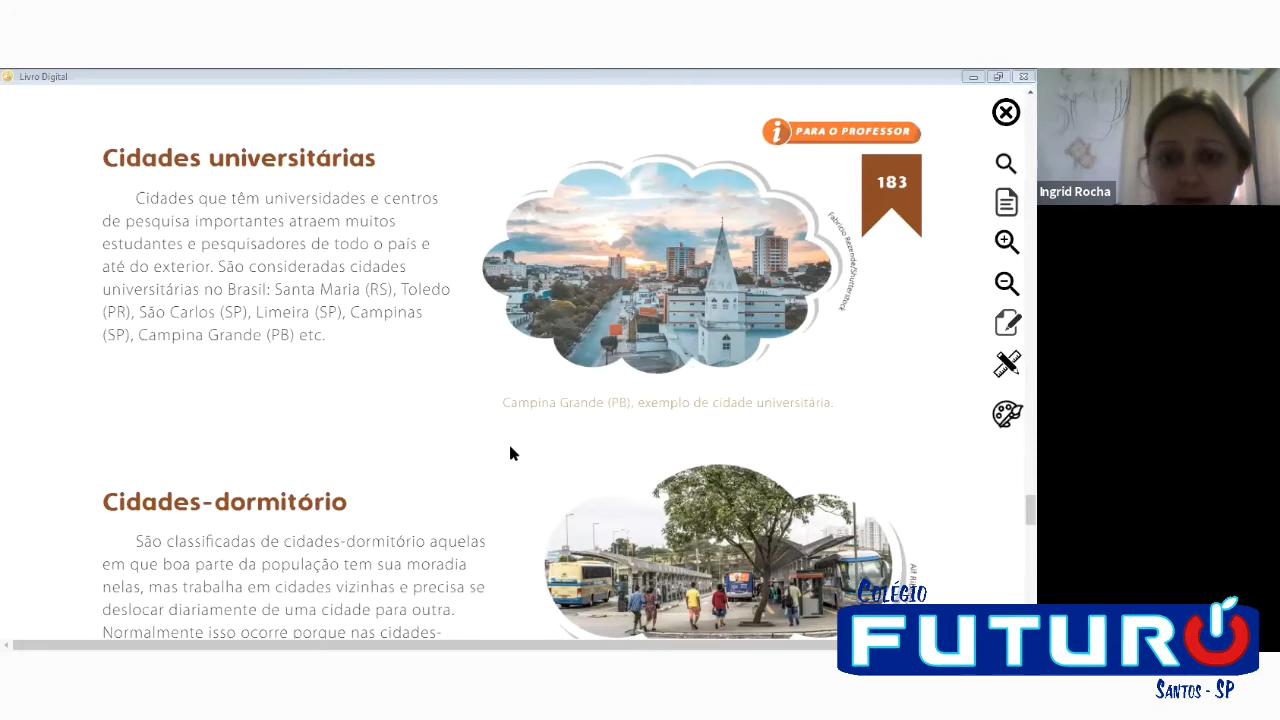 Livro Digital
PARA O PROFESSOR
183
Cidades universitárias
Cidades que têm universidades e centros
de pesquisa importantes atraem muitos
estudantes e pesquisadores de todo o país e
até do exterior. São consideradas cidades
universitárias no Brasil: Santa Maria (RS), Toledo
(PR), São Carlos (SP), Limeira (SP), Campinas
(SP), Campina Grande (PB) etc.
Fabricio Rezende/Shutterstock
Campina Grande (PB), exemplo de cidade universitária.
Cidades-dormitório
São classificadas de cidades-dormitório aquelas
em que boa parte da população tem sua moradia
nelas, mas trabalha em cidades vizinhas e precisa se
deslocar diariamente de uma cidade para outra.
Normalmente isso ocorre porque nas cidades-
Ingrid Rocha
COLÉGIO
FUTURO
SANTOS - SP